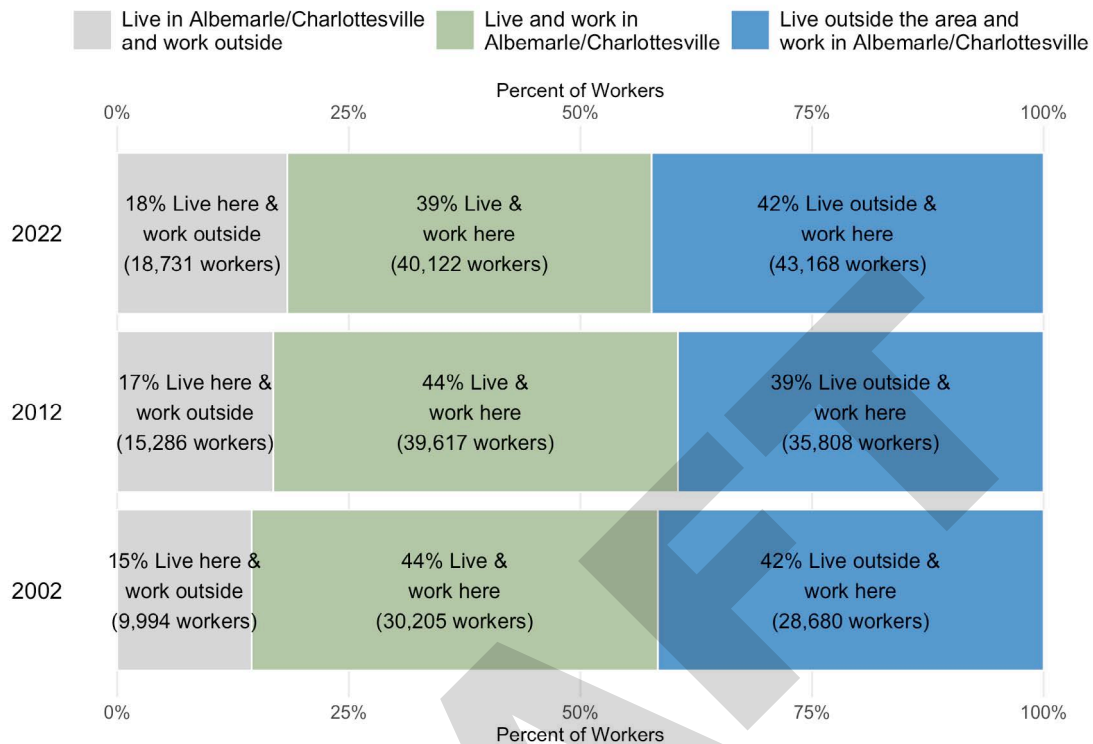 Live in Albemarle/Charlottesville
and work outside
Live and work in
Albemarle/Charlottesville
Live outside the area and
work in Albemarle/Charlottesville
Percent of Workers
0% 25% 50% 75% 100%
2022
18% Live here &
work outside
(18,731 workers)
39% Live &
work here
(40,122 workers)
42% Live outside &
work here
(43,168 workers)
2012
17% Live here &
work outside
(15,286 workers)
44% Live &
work here
(39,617 workers)
39% Live outside &
work here
(35,808 workers)
2002
15% Live here &
work outside
(9,994 workers)
44% Live &
work here
(30,205 workers)
42% Live outside &
work here
(28,680 workers)
0% 25% 50% 75% 100%
Percent of Workers